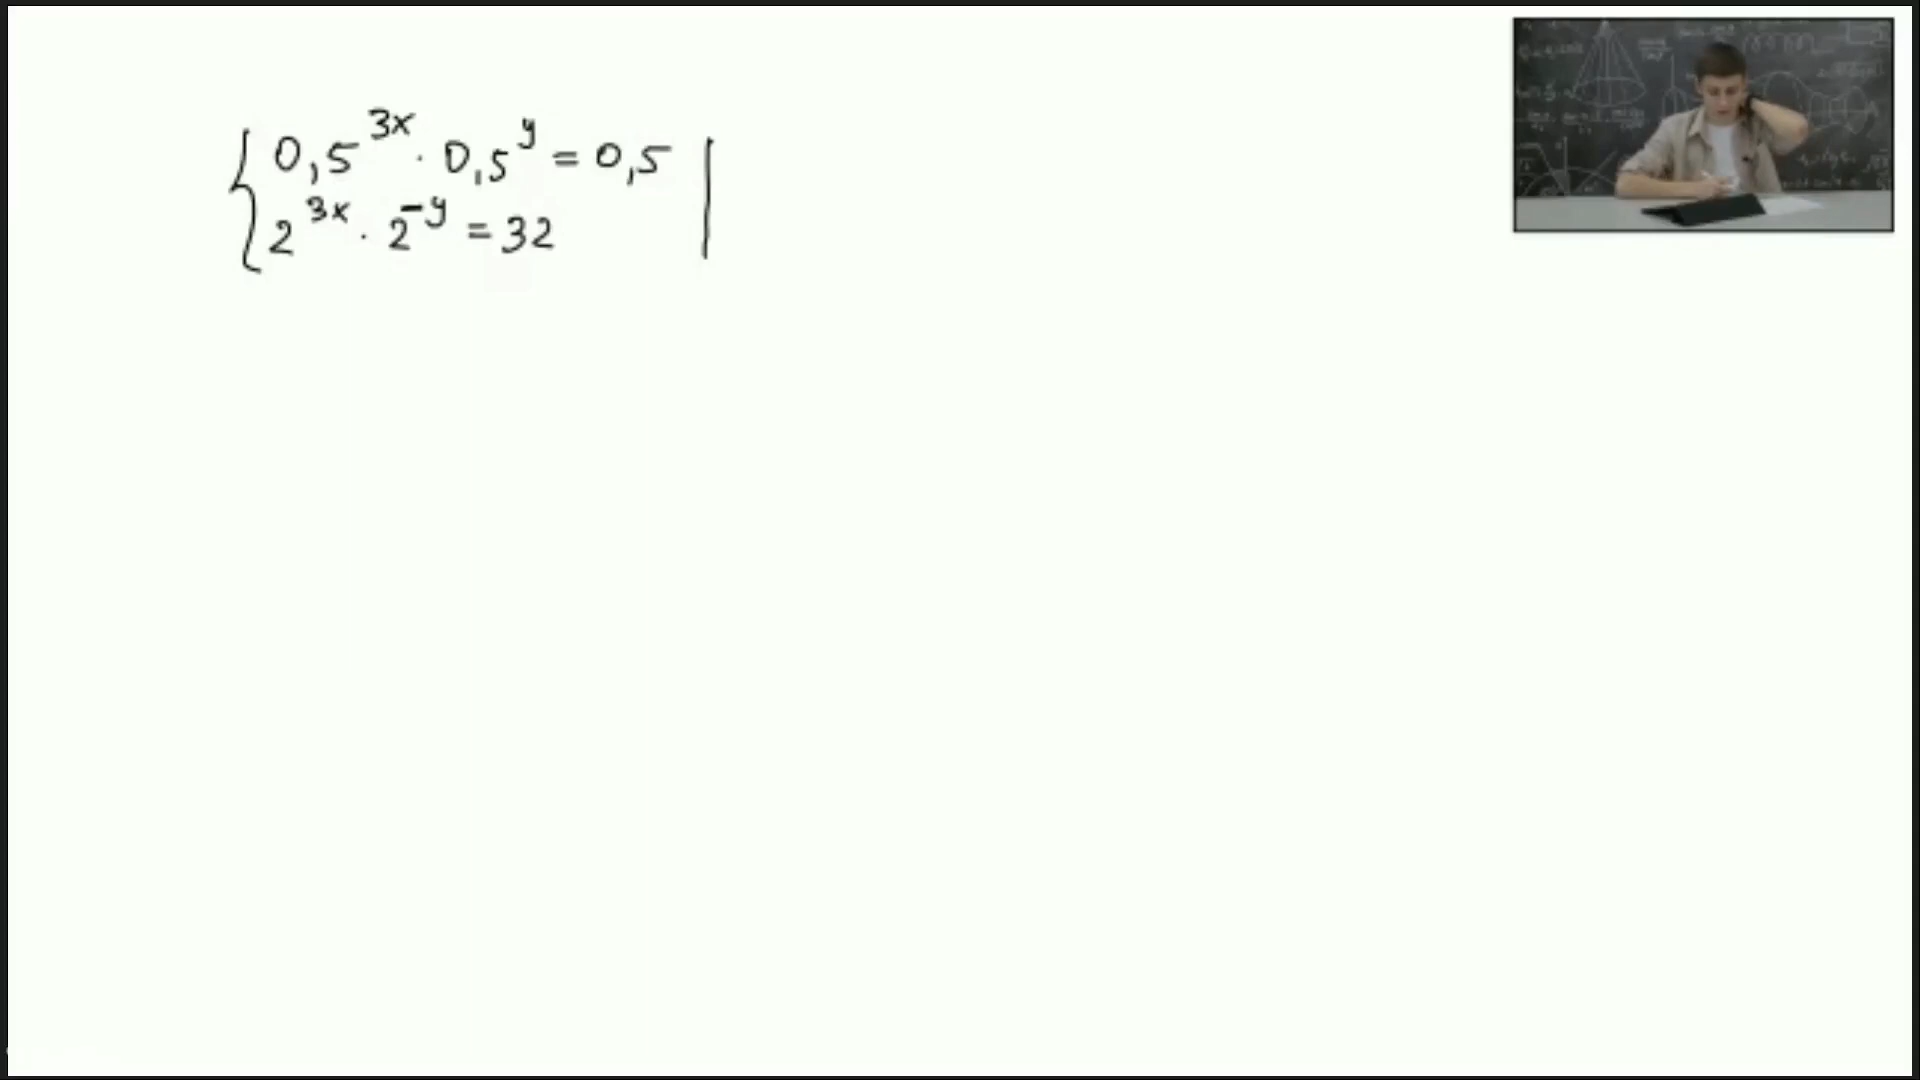 0,5^{3x} · 0,5^{y} = 0,5
2^{3x} · 2^{-y} = 32